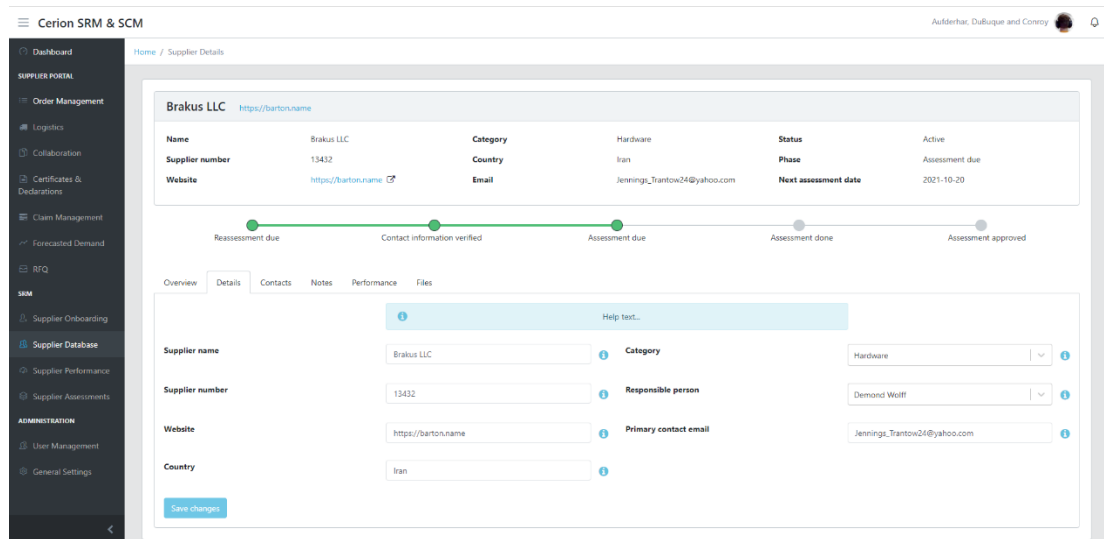 Cerion SRM & SCM
Aufderhar, DuBuque and Conroy
Dashboard
SUPPLIER PORTAL
Order Management
Logistics
Collaboration
Certificates &
Declarations
Claim Management
Forecasted Demand
RFQ
SRM
Supplier Onboarding
Supplier Database
Supplier Performance
Supplier Assessments
ADMINISTRATION
User Management
General Settings
Home / Supplier Details
Brakus LLC https://barton.name
Name Brakus LLC Category Hardware Status Active
Supplier number 13432 Country Iran Phase Assessment due
Website https://barton.name Email Jennings_Trantow24@yahoo.com Next assessment date 2021-10-20
Reassessment due Contact information verified Assessment due Assessment done Assessment approved
Overview Details Contacts Notes Performance Files
Help text...
Supplier name Brakus LLC Category Hardware
Supplier number 13432 Responsible person Demond Wolff
Website https://barton.name Primary contact email Jennings_Trantow24@yahoo.com
Country Iran
Save changes